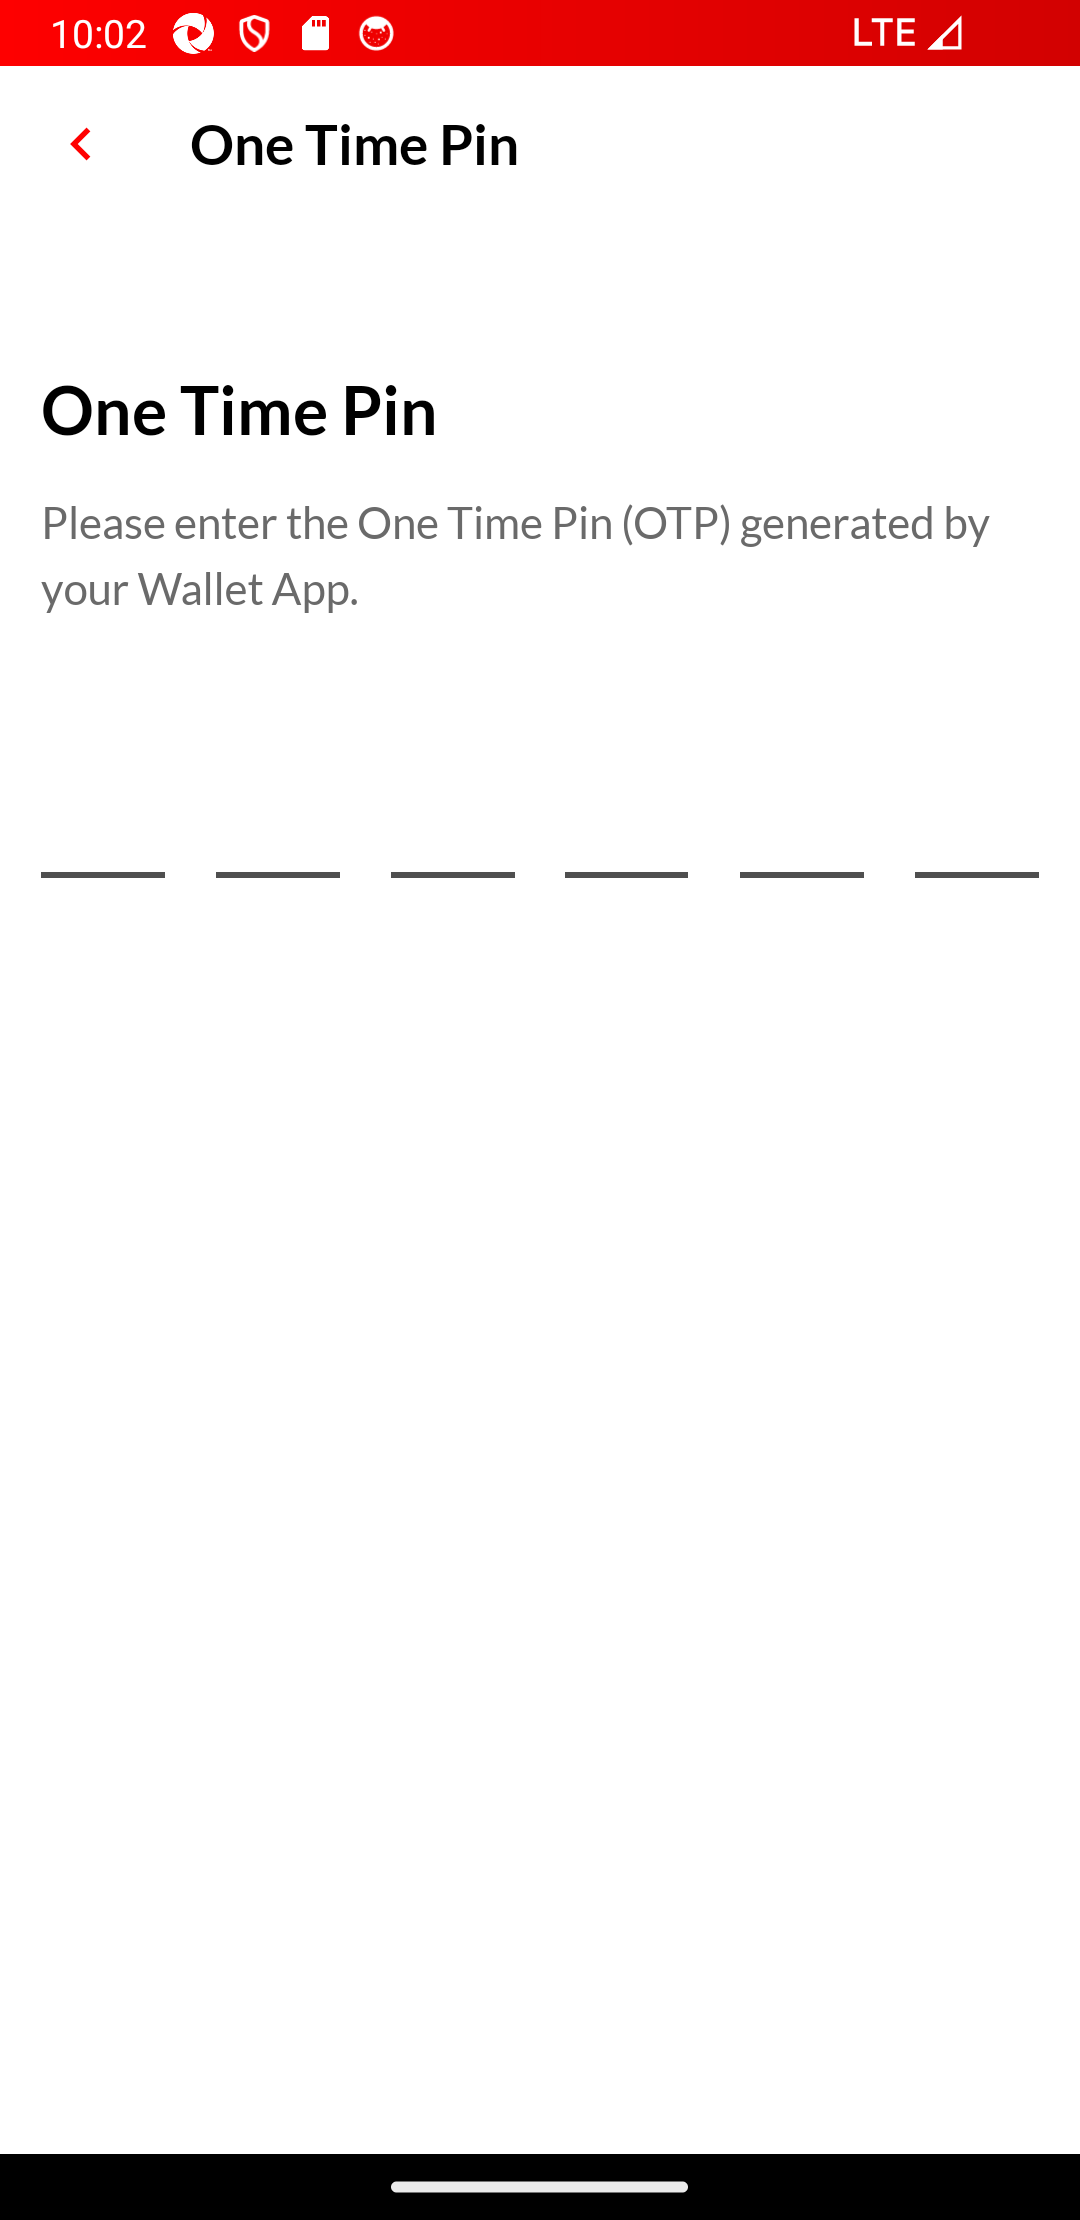 10:02 LTE
One Time Pin
One Time Pin
Please enter the One Time Pin (OTP) generated by
your Wallet App.